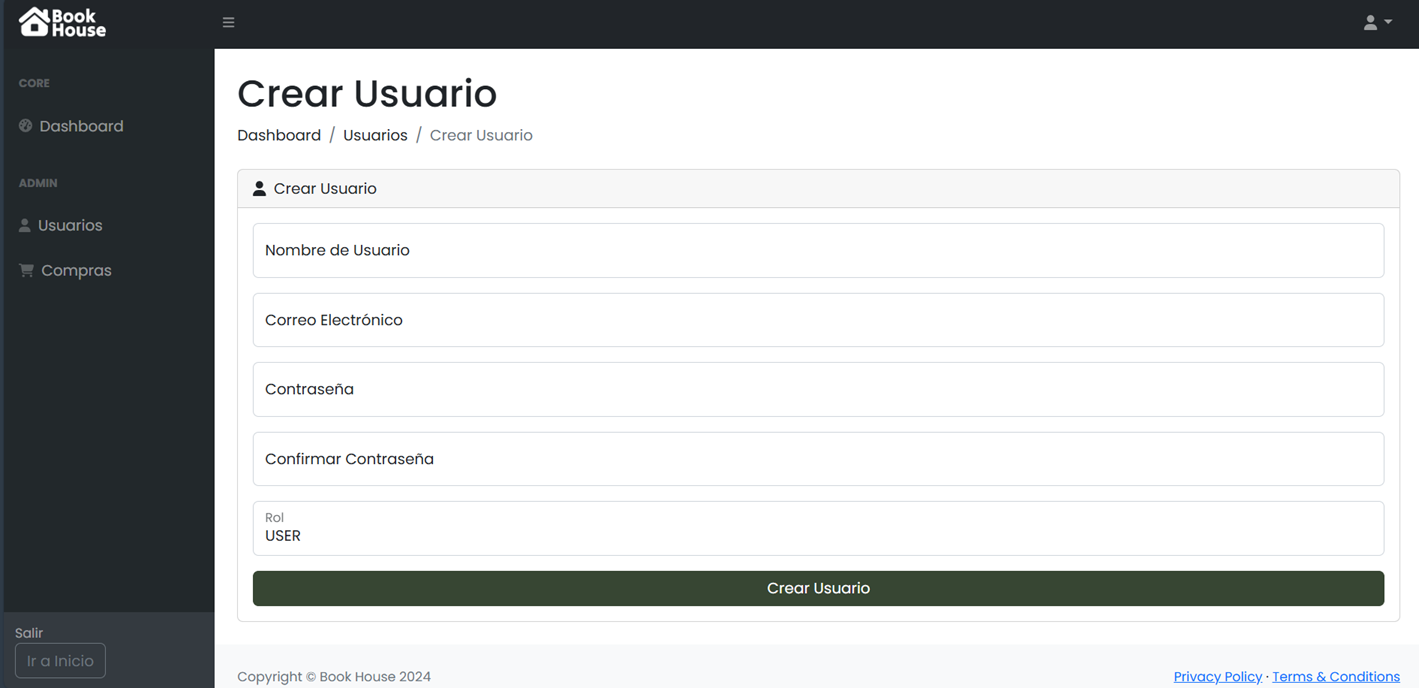 Book
House
CORE
Dashboard
ADMIN
Usuarios
Compras
Salir
Ir a Inicio
Crear Usuario
Dashboard / Usuarios / Crear Usuario
Crear Usuario
Nombre de Usuario
Correo Electrónico
Contraseña
Confirmar Contraseña
Rol
USER
Crear Usuario
Copyright © Book House 2024
Privacy Policy · Terms & Conditions